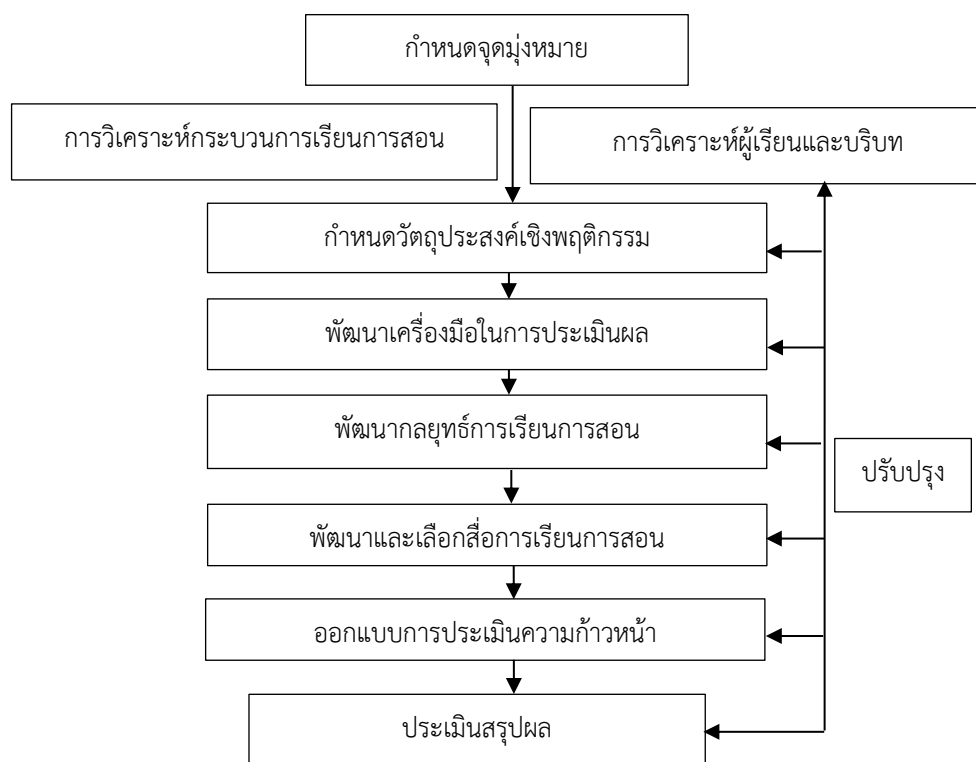 กำหนดจุดมุ่งหมาย
การวิเคราะห์กระบวนการเรียนการสอน
การวิเคราะห์ผู้เรียนและบริบท
กำหนดวัตถุประสงค์เชิงพฤติกรรม
พัฒนาเครื่องมือในการประเมินผล
พัฒนากลยุทธ์การเรียนการสอน
ปรับปรุง
พัฒนาและเลือกสื่อการเรียนการสอน
ออกแบบการประเมินความก้าวหน้า
ประเมินสรุปผล